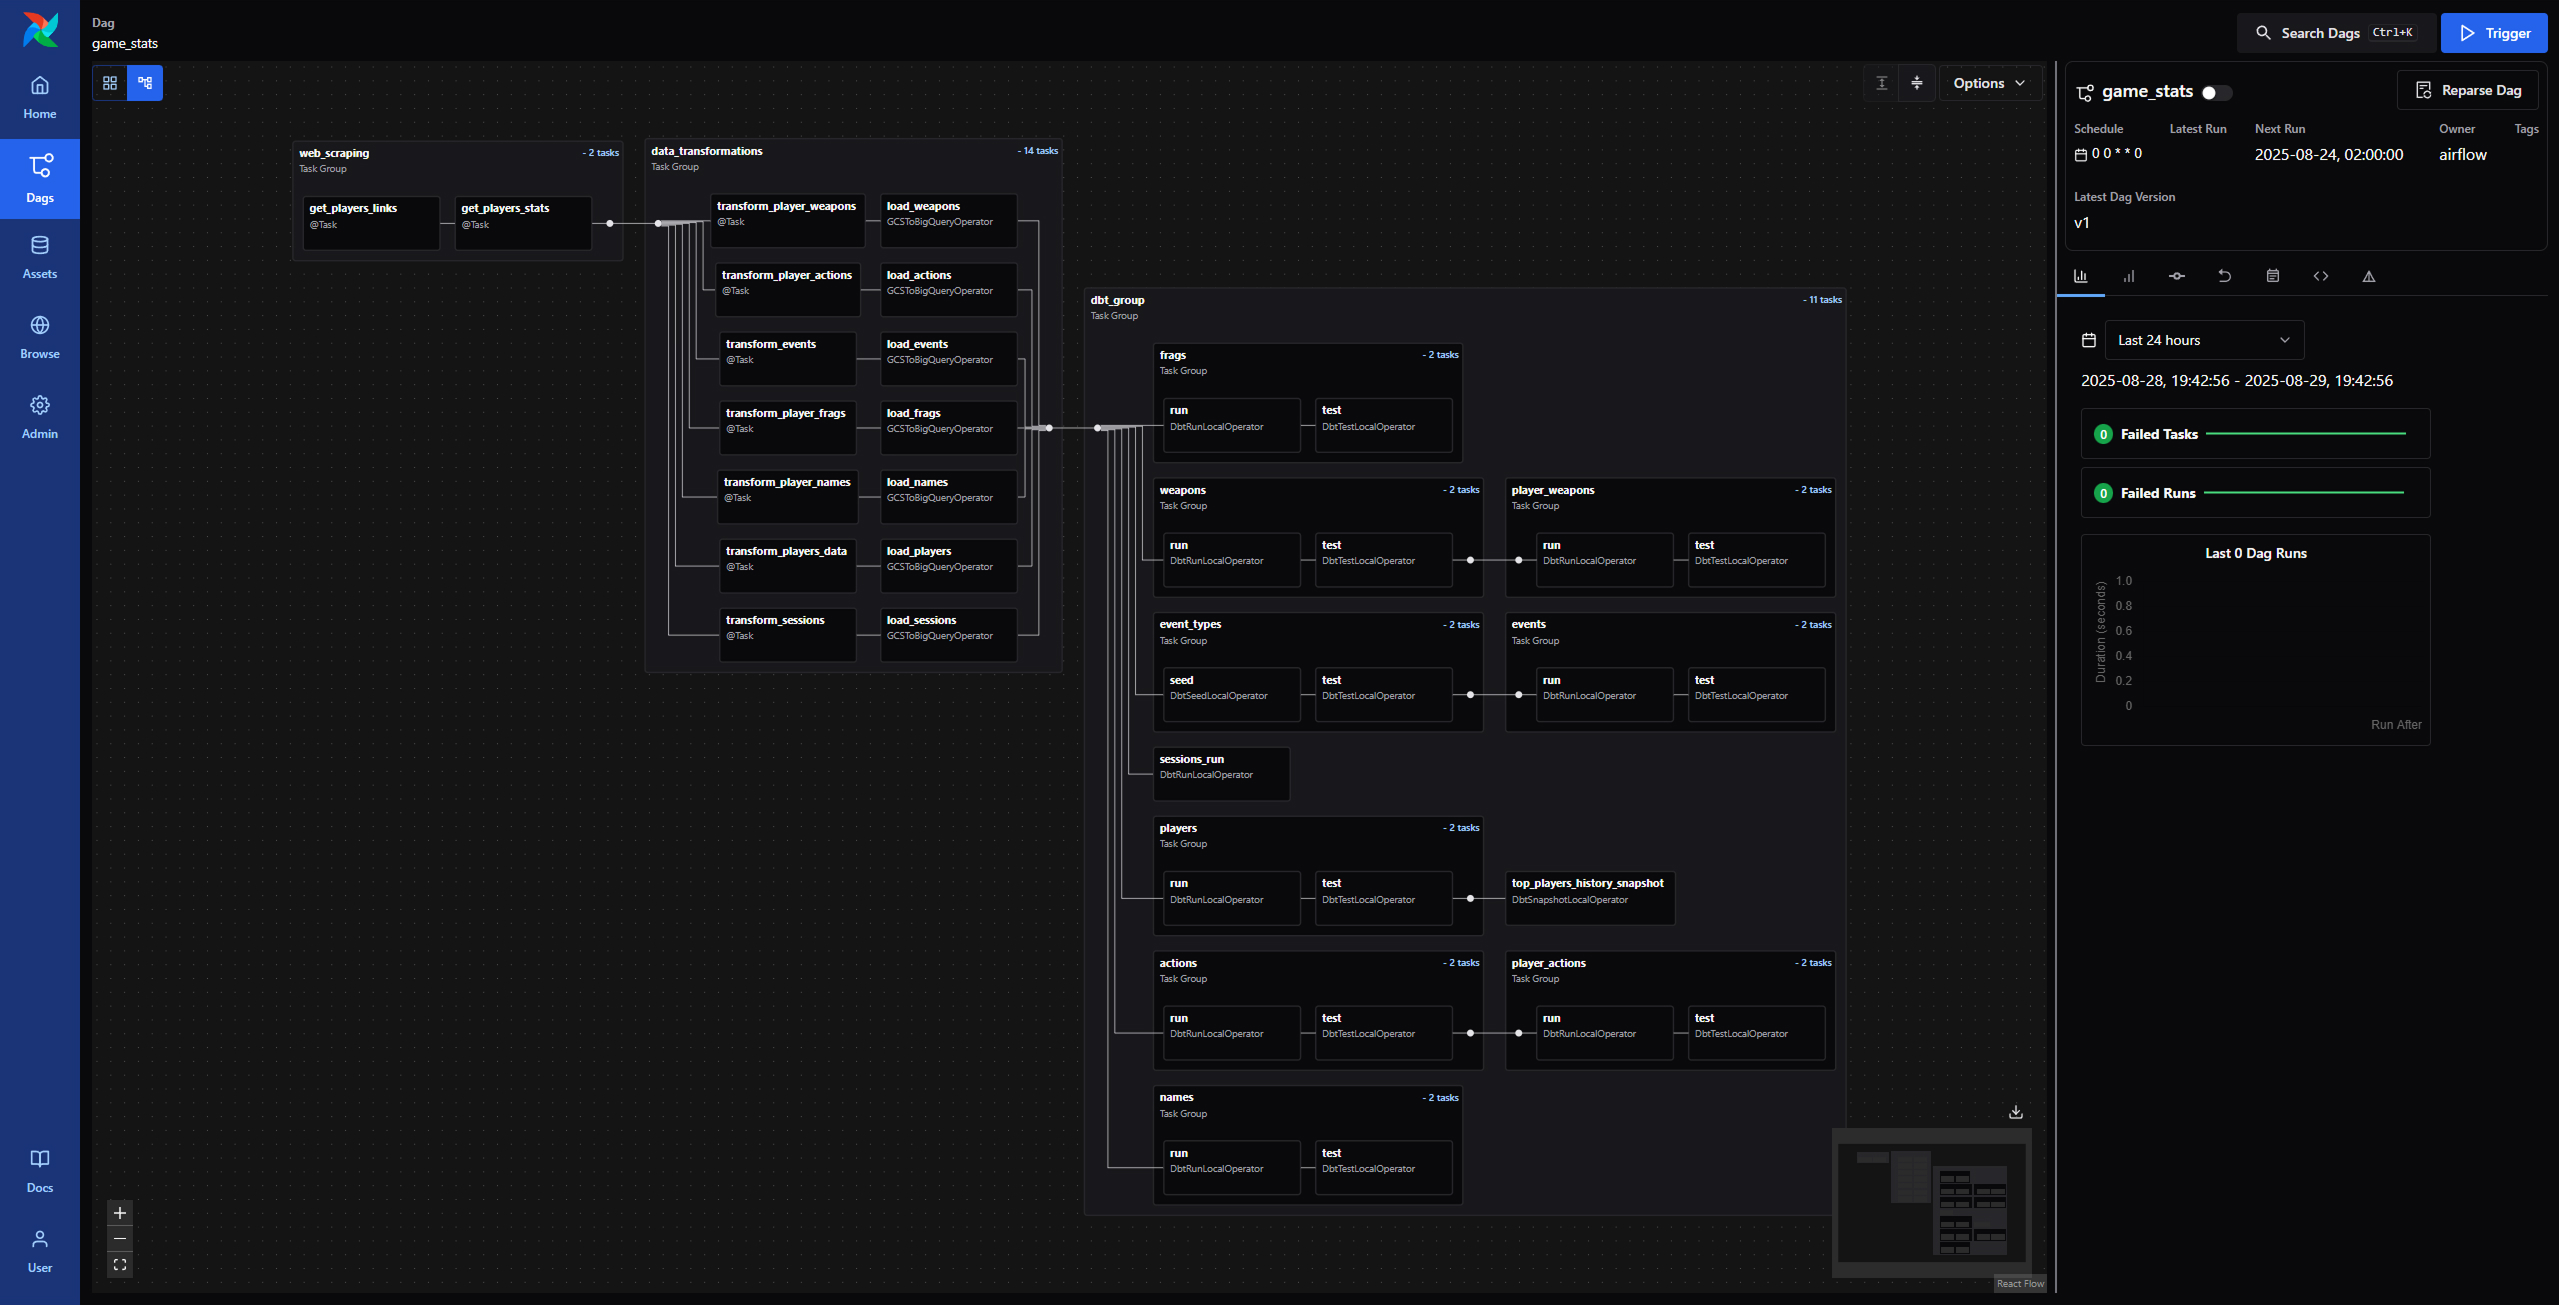 Dag
game_stats
Search Dags Ctrl+K
Trigger
Home
Dags
Assets
Browse
Admin
Docs
User
Options
web_scraping - 2 tasks
Task Group
get_players_links
@Task
get_players_stats
@Task
data_transformations - 14 tasks
Task Group
transform_player_weapons
@Task
load_weapons
GCSToBigQueryOperator
transform_player_actions
@Task
load_actions
GCSToBigQueryOperator
transform_events
@Task
load_events
GCSToBigQueryOperator
transform_player_frags
@Task
load_frags
GCSToBigQueryOperator
transform_player_names
@Task
load_names
GCSToBigQueryOperator
transform_players_data
@Task
load_players
GCSToBigQueryOperator
transform_sessions
@Task
load_sessions
GCSToBigQueryOperator
dbt_group - 11 tasks
Task Group
frags - 2 tasks
Task Group
run
DbtRunLocalOperator
test
DbtTestLocalOperator
weapons - 2 tasks
Task Group
run
DbtRunLocalOperator
test
DbtTestLocalOperator
player_weapons - 2 tasks
Task Group
run
DbtRunLocalOperator
test
DbtTestLocalOperator
event_types - 2 tasks
Task Group
seed
DbtSeedLocalOperator
test
DbtTestLocalOperator
events - 2 tasks
Task Group
run
DbtRunLocalOperator
test
DbtTestLocalOperator
sessions_run
DbtRunLocalOperator
players - 2 tasks
Task Group
run
DbtRunLocalOperator
test
DbtTestLocalOperator
top_players_history_snapshot
DbtSnapshotLocalOperator
actions - 2 tasks
Task Group
run
DbtRunLocalOperator
test
DbtTestLocalOperator
player_actions - 2 tasks
Task Group
run
DbtRunLocalOperator
test
DbtTestLocalOperator
names - 2 tasks
Task Group
run
DbtRunLocalOperator
test
DbtTestLocalOperator
React Flow
game_stats
Reparse Dag
Schedule
0 0 * * 0
Latest Run
Next Run
2025-08-24, 02:00:00
Owner
airflow
Tags
Latest Dag Version
v1
Last 24 hours
2025-08-28, 19:42:56 - 2025-08-29, 19:42:56
0 Failed Tasks
0 Failed Runs
Last 0 Dag Runs
Duration (seconds)
1.0
0.8
0.6
0.4
0.2
0
Run After